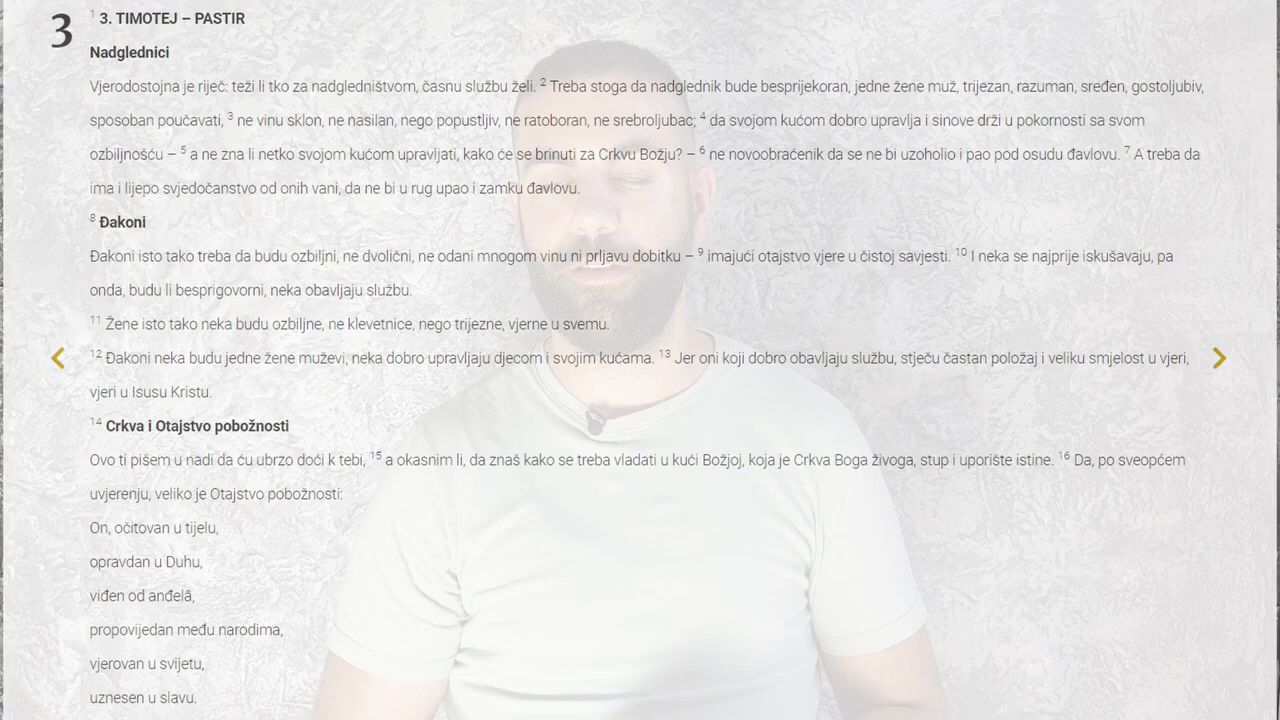 3
1 3. TIMOTEJ – PASTIR
Nadglednici
Vjerodostojna je riječ: teži li tko za nadgledništvom, časnu službu želi. 2 Treba stoga da nadglednik bude besprijekoran, jedne žene muž, trijezan, razuman, sređen, gostoljubiv,
sposoban poučavati, 3 ne vinu sklon, ne nasilan, nego popustljiv, ne ratoboran, ne srebroljubac; 4 da svojom kućom dobro upravlja i sinove drži u pokornosti sa svom
ozbiljnošću – 5 a ne zna li netko svojom kućom upravljati, kako će se brinuti za Crkvu Božju? – 6 ne novoobraćenik da se ne bi uzoholio i pao pod osudu đavlovu. 7 A treba da
ima i lijepo svjedočanstvo od onih vani, da ne bi u rug upao i zamku đavlovu.
8 Đakoni
Đakoni isto tako treba da budu ozbiljni, ne dvolični, ne odani mnogom vinu ni prljavu dobitku – 9 imajući otajstvo vjere u čistoj savjesti. 10 I neka se najprije iskušavaju, pa
onda, budu li besprigovorni, neka obavljaju službu.
11 Žene isto tako neka budu ozbiljne, ne klevetnice, nego trijezne, vjerne u svemu.
12 Đakoni neka budu jedne žene muževi, neka dobro upravljaju djecom i svojim kućama. 13 Jer oni koji dobro obavljaju službu, stječu častan položaj i veliku smjelost u vjeri,
vjeri u Isusu Kristu.
14 Crkva i Otajstvo pobožnosti
Ovo ti pišem u nadi da ću ubrzo doći k tebi, 15 a okasnim li, da znaš kako se treba vladati u kući Božjoj, koja je Crkva Boga živoga, stup i uporište istine. 16 Da, po sveopćem
uvjerenju, veliko je Otajstvo pobožnosti:
On, očitovan u tijelu,
opravdan u Duhu,
viđen od anđelâ,
propovijedan među narodima,
vjerovan u svijetu,
uznesen u slavu.